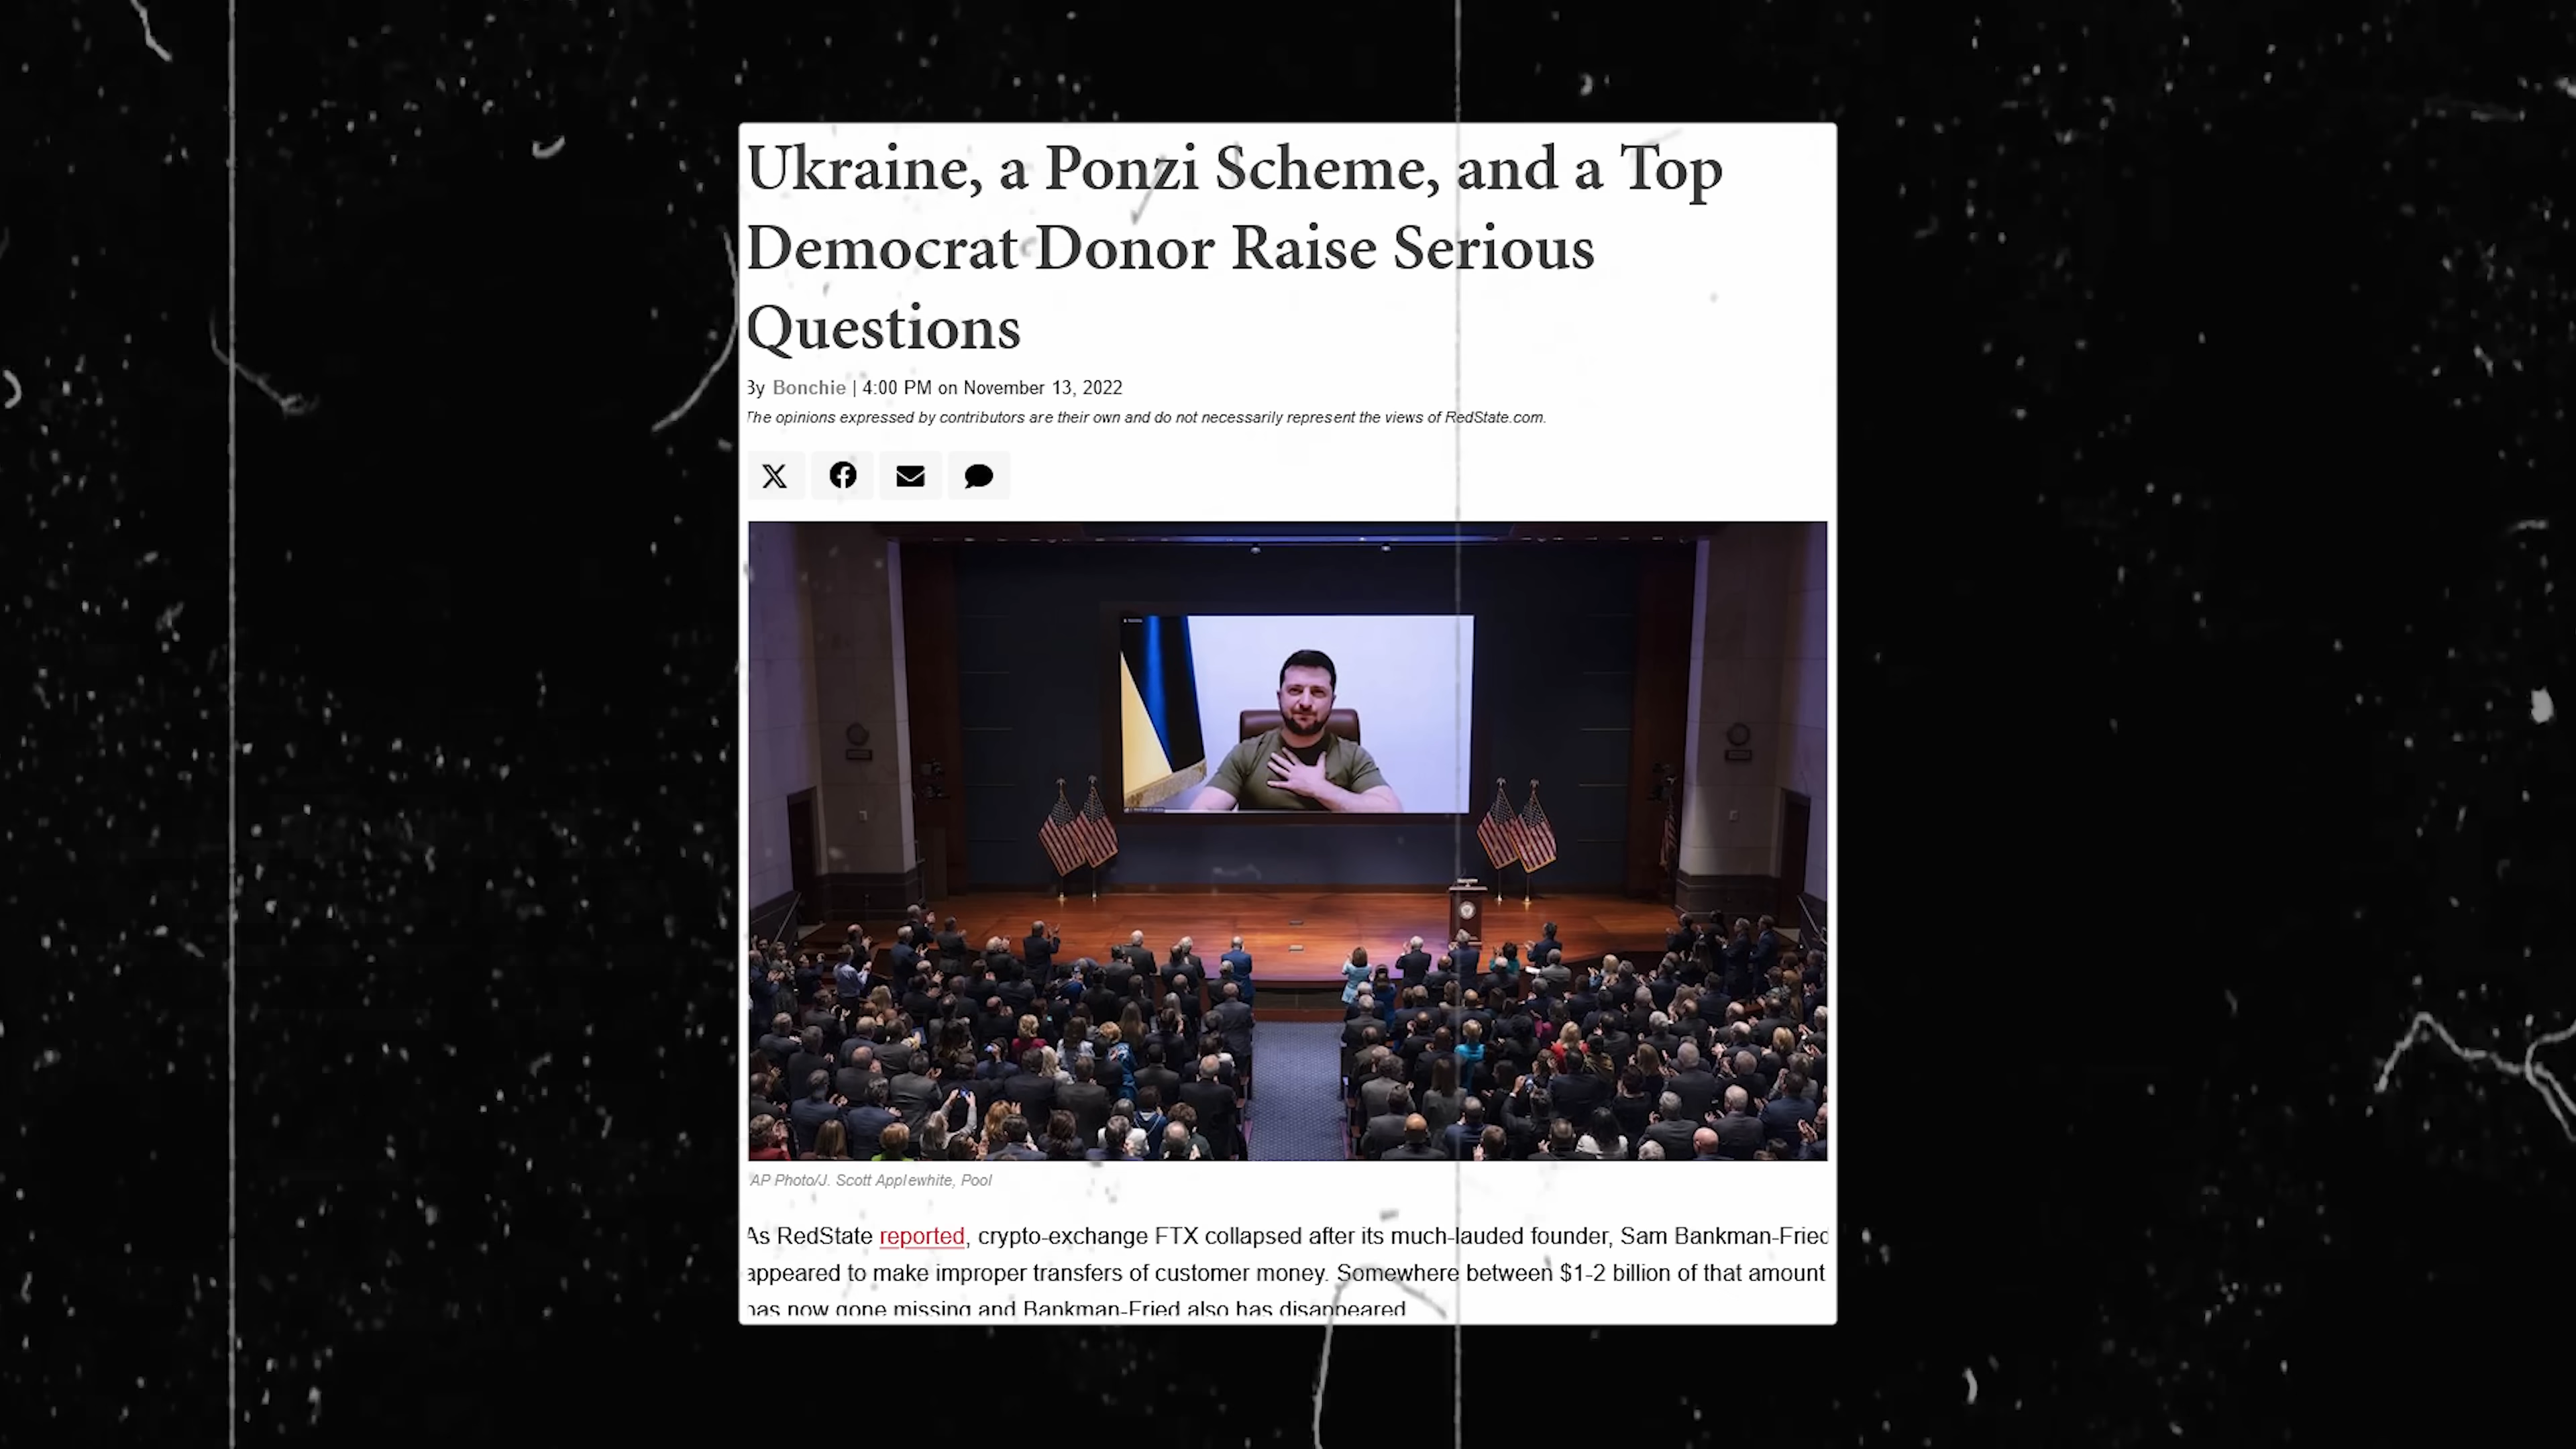 Ukraine, a Ponzi Scheme, and a Top
Democrat Donor Raise Serious
Questions
By Bonchie | 4:00 PM on November 13, 2022
The opinions expressed by contributors are their own and do not necessarily represent the views of RedState.com.
AP Photo/J. Scott Applewhite, Pool
As RedState reported, crypto-exchange FTX collapsed after its much-lauded founder, Sam Bankman-Fried
appeared to make improper transfers of customer money. Somewhere between $1-2 billion of that amount
has now gone missing and Bankman-Fried also has disappeared